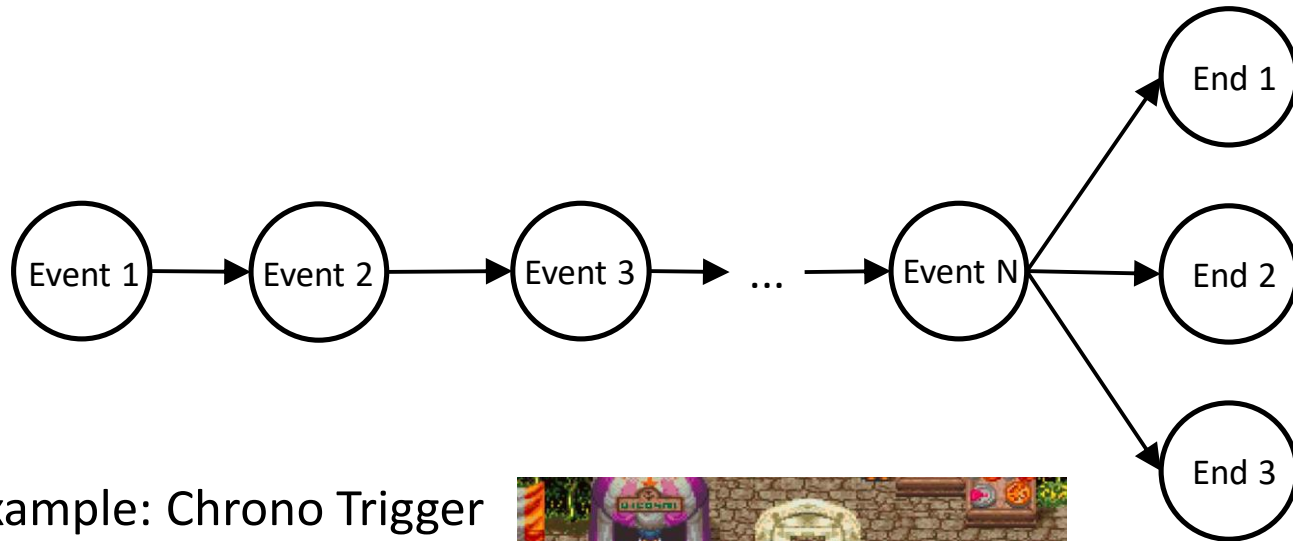 End 1
Event 1
Event 2
Event 3
...
Event N
End 2
End 3
xample: Chrono Trigger